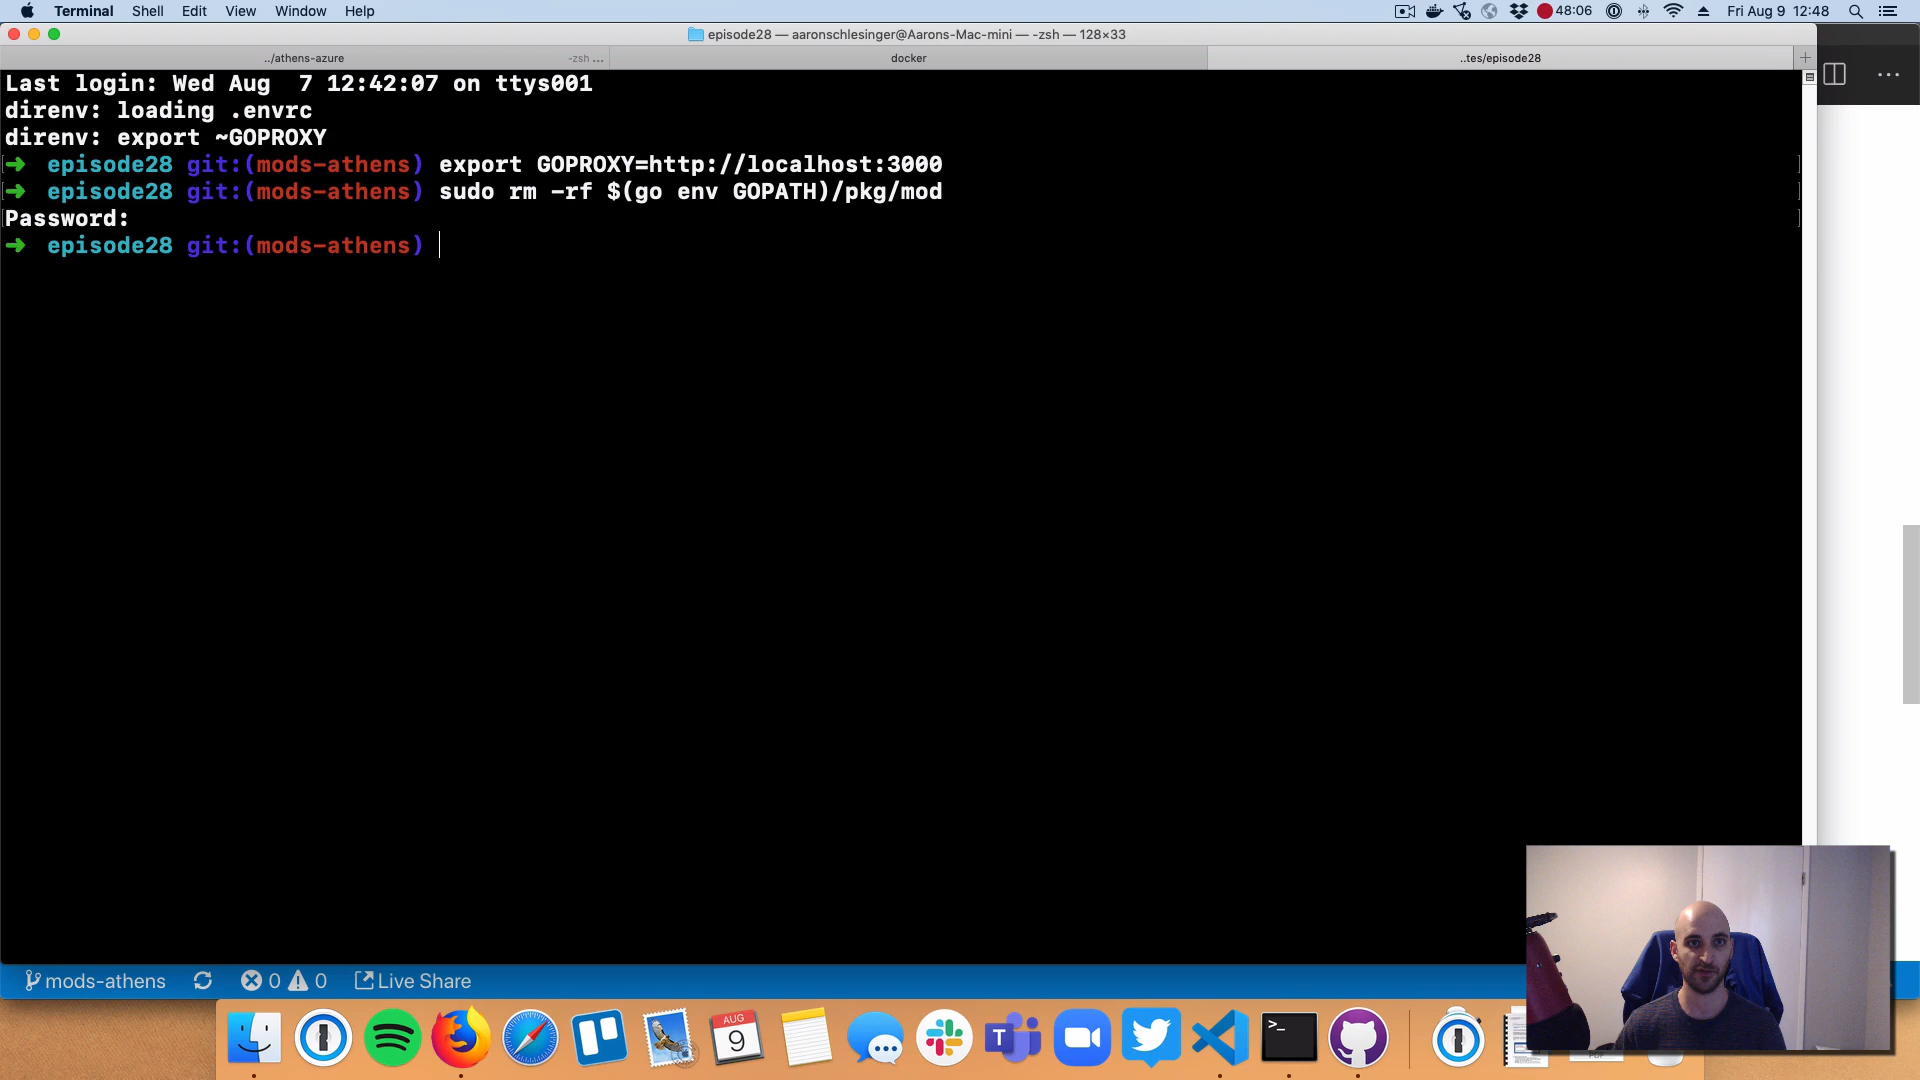 Terminal Shell Edit View Window Help 48:06 Fri Aug 9 12:48
episode28 — aaronschlesinger@Aarons-Mac-mini — -zsh — 128×33
../athens-azure -zsh ... docker ..tes/episode28
Last login: Wed Aug  7 12:42:07 on ttys001
direnv: loading .envrc
direnv: export ~GOPROXY
➜  episode28 git:(mods-athens) export GOPROXY=http://localhost:3000
➜  episode28 git:(mods-athens) sudo rm -rf $(go env GOPATH)/pkg/mod
Password:
➜  episode28 git:(mods-athens)
mods-athens 0 0 Live Share
AUG
9
T
>_
PDF